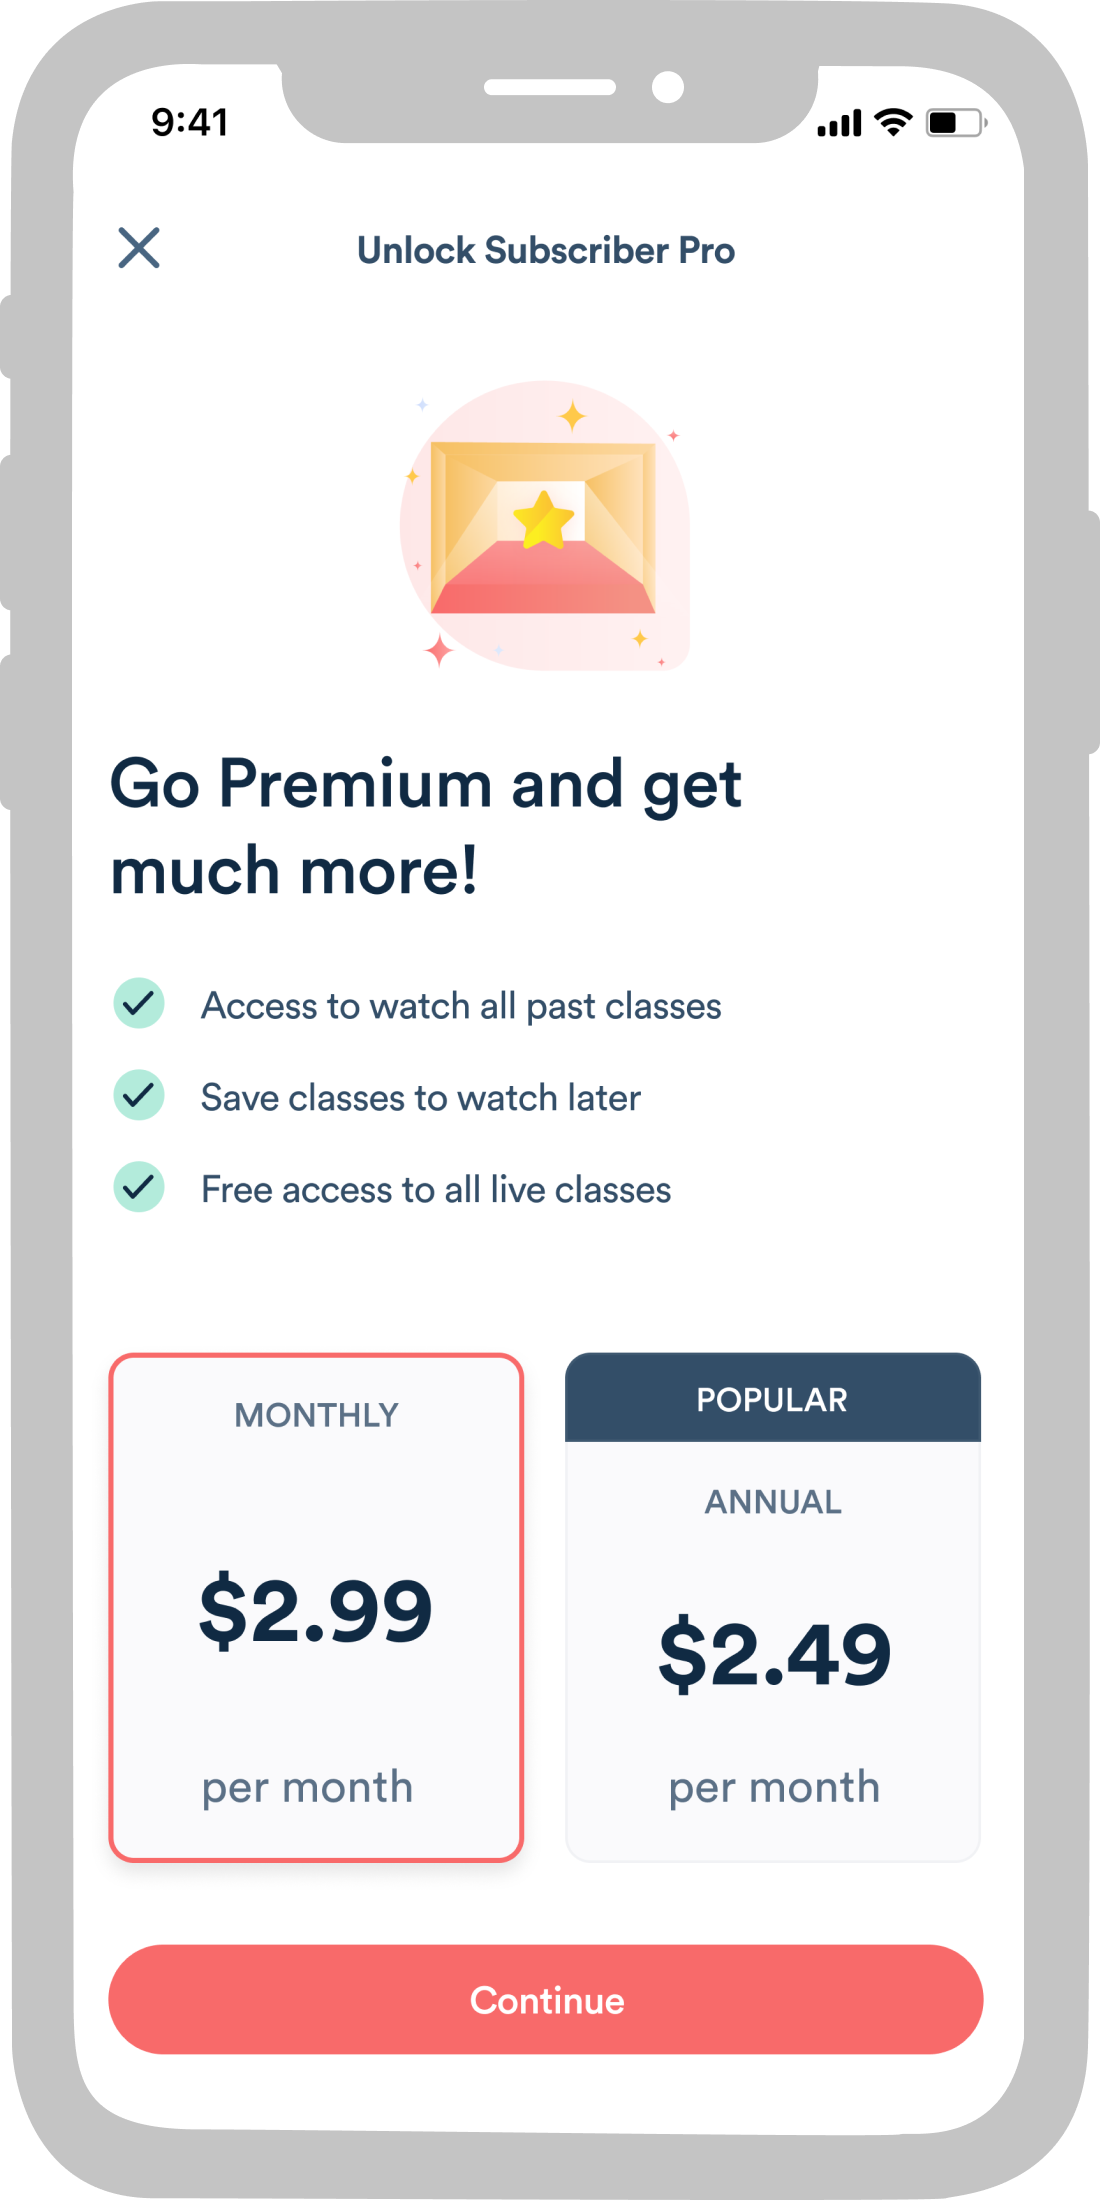 9:41
Unlock Subscriber Pro
Go Premium and get
much more!
Access to watch all past classes
Save classes to watch later
Free access to all live classes
MONTHLY
$2.99
per month
POPULAR
ANNUAL
$2.49
per month
Continue